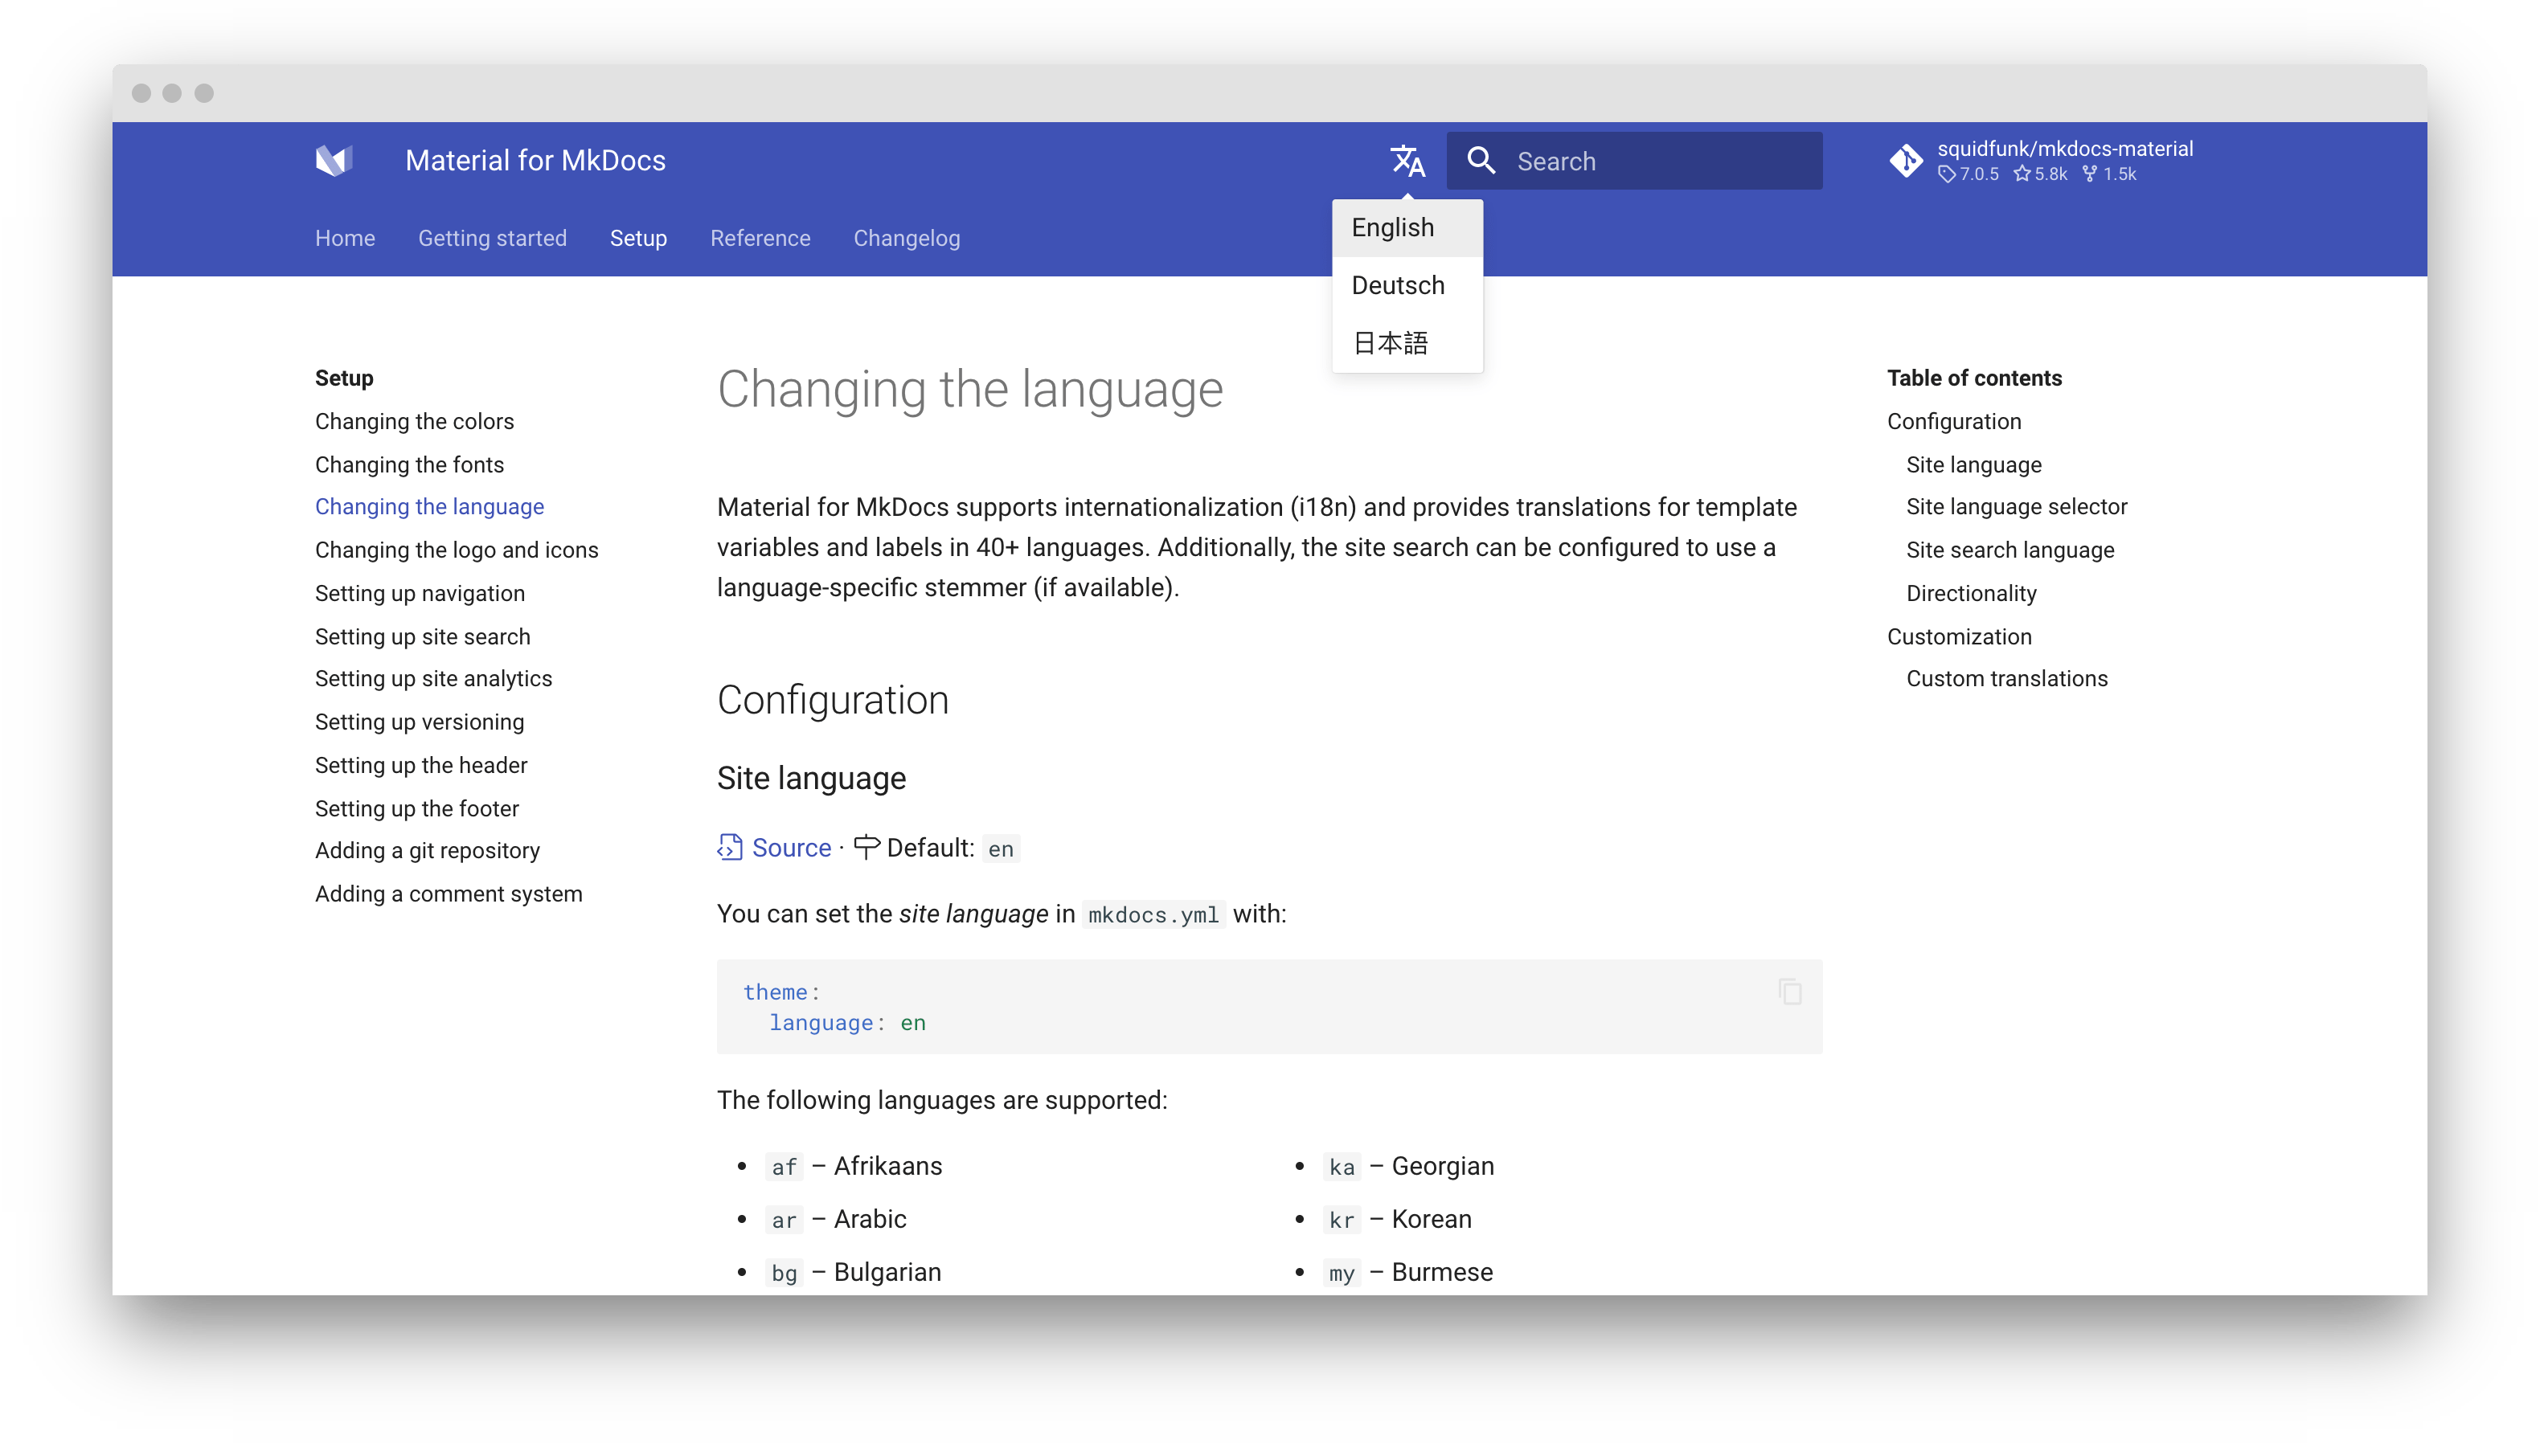 Material for MkDocs
Search
squidfunk/mkdocs-material
7.0.5 5.8k 1.5k
Home Getting started Setup Reference Changelog
English
Deutsch
日本語
Setup
Changing the colors
Changing the fonts
Changing the language
Changing the logo and icons
Setting up navigation
Setting up site search
Setting up site analytics
Setting up versioning
Setting up the header
Setting up the footer
Adding a git repository
Adding a comment system
Changing the language
Material for MkDocs supports internationalization (i18n) and provides translations for template
variables and labels in 40+ languages. Additionally, the site search can be configured to use a
language-specific stemmer (if available).
Configuration
Site language
Source · Default: en
You can set the site language in mkdocs.yml with:
theme:
  language: en
The following languages are supported:
• af – Afrikaans
• ar – Arabic
• bg – Bulgarian
• ka – Georgian
• kr – Korean
• my – Burmese
Table of contents
Configuration
Site language
Site language selector
Site search language
Directionality
Customization
Custom translations